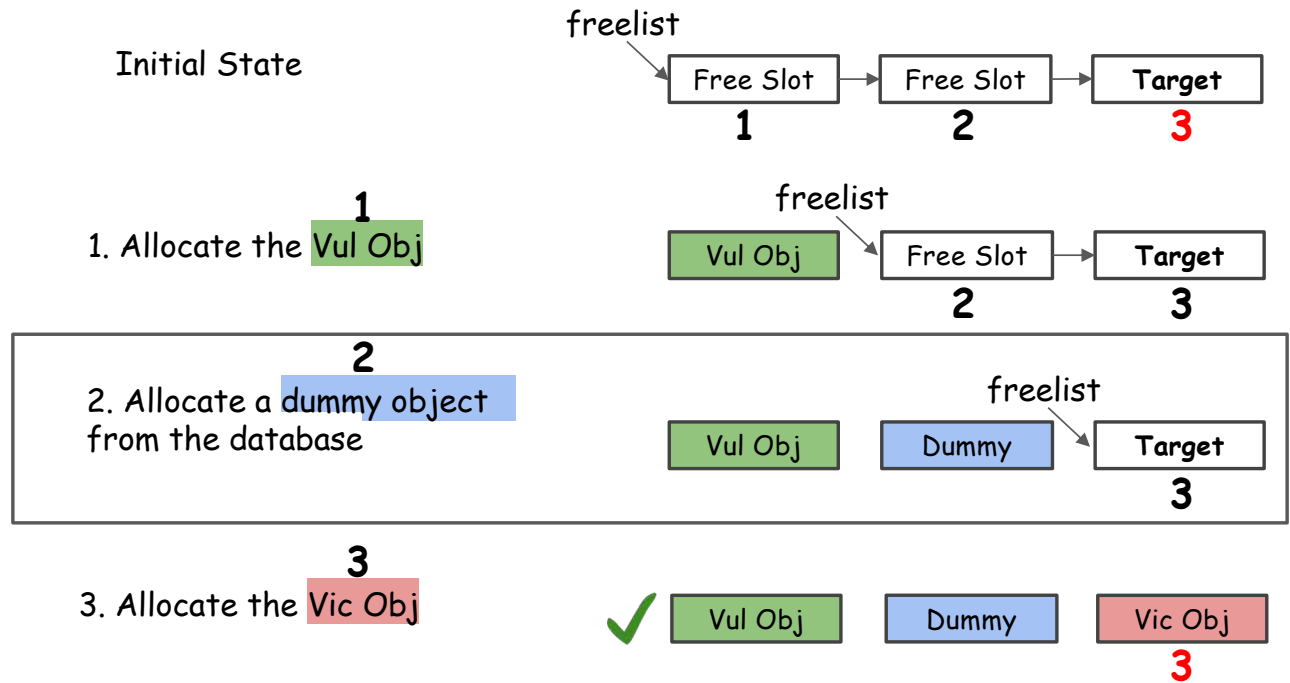 freelist
Initial State
Free Slot Free Slot Target
1 2 3
1
freelist
1. Allocate the Vul Obj
Vul Obj Free Slot Target
2 3
2
freelist
2. Allocate a dummy object
from the database
Vul Obj Dummy Target
3
3
3. Allocate the Vic Obj
Vul Obj Dummy Vic Obj
3